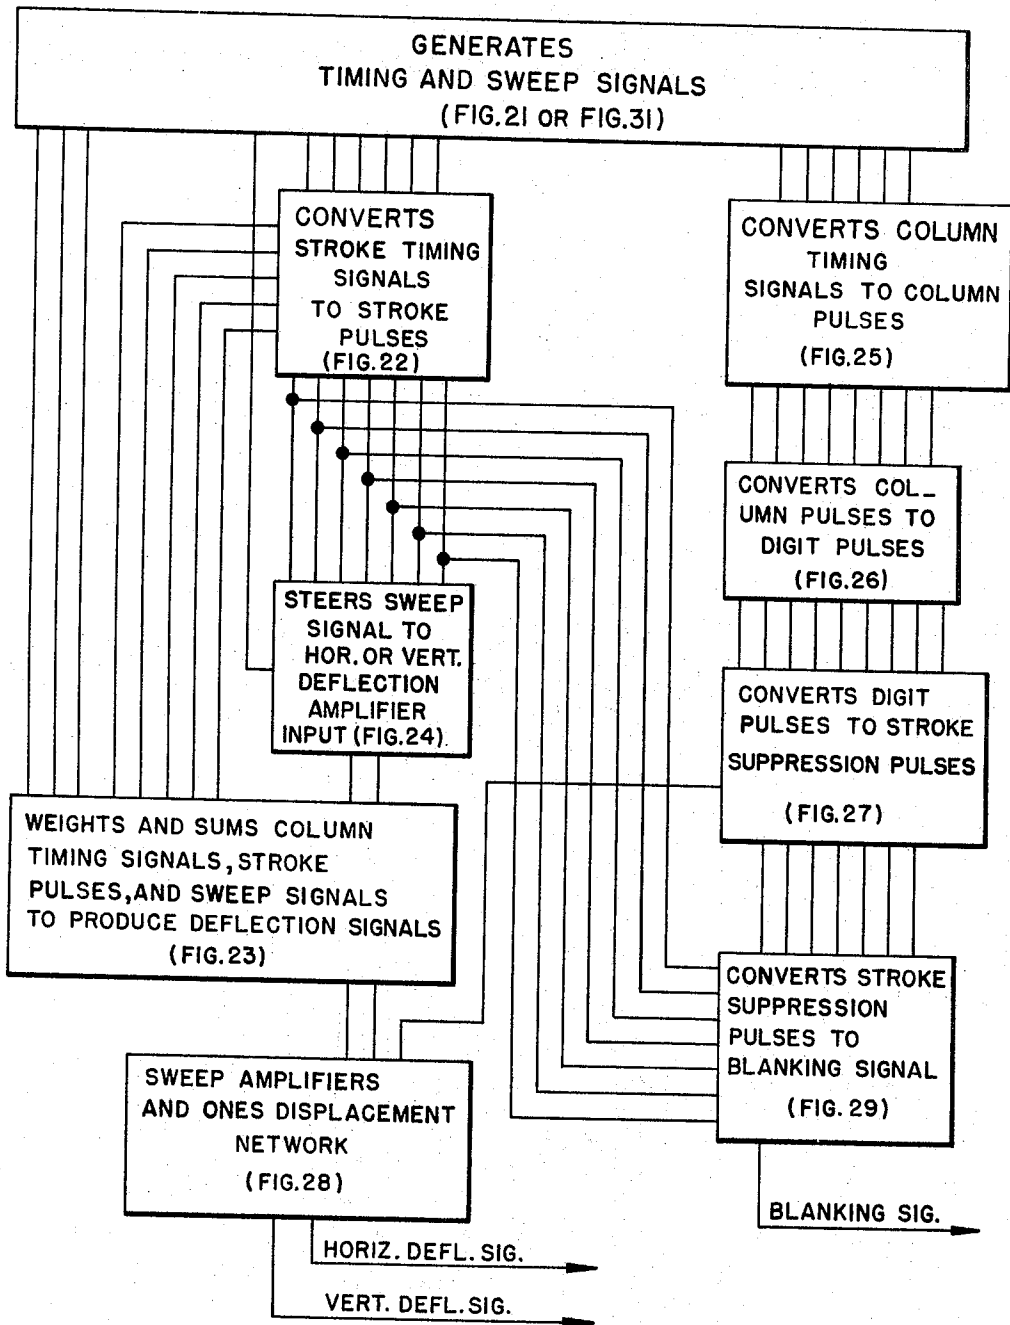 GENERATES
TIMING AND SWEEP SIGNALS
(FIG.21 OR FIG.31)
CONVERTS
STROKE TIMING
SIGNALS
TO STROKE
PULSES
(FIG.22)
CONVERTS COLUMN
TIMING
SIGNALS TO COLUMN
PULSES
(FIG.25)
CONVERTS COL_
UMN PULSES TO
DIGIT PULSES
(FIG.26)
STEERS SWEEP
SIGNAL TO
HOR. OR VERT.
DEFLECTION
AMPLIFIER
INPUT (FIG.24).
CONVERTS DIGIT
PULSES TO STROKE
SUPPRESSION PULSES
(FIG.27)
WEIGHTS AND SUMS COLUMN
TIMING SIGNALS, STROKE
PULSES, AND SWEEP SIGNALS
TO PRODUCE DEFLECTION SIGNALS
(FIG.23)
CONVERTS STROKE
SUPPRESSION
PULSES TO
BLANKING SIGNAL
(FIG. 29)
SWEEP AMPLIFIERS
AND ONES DISPLACEMENT
NETWORK
(FIG.28)
BLANKING SIG.
HORIZ. DEFL. SIG.
VERT. DEFL. SIG.